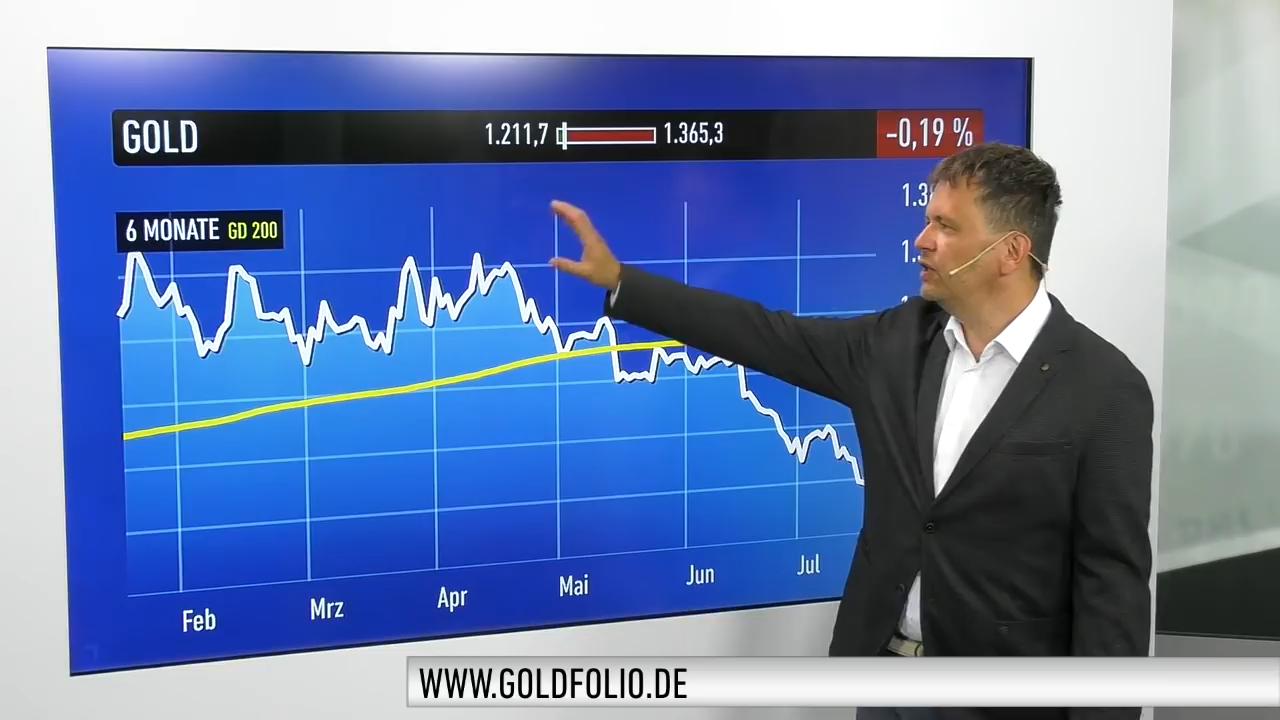 GOLD 1.211,7 1.365,3 -0,19 %
6 MONATE GD 200
Feb Mrz Apr Mai Jun Jul
WWW.GOLDFOLIO.DE